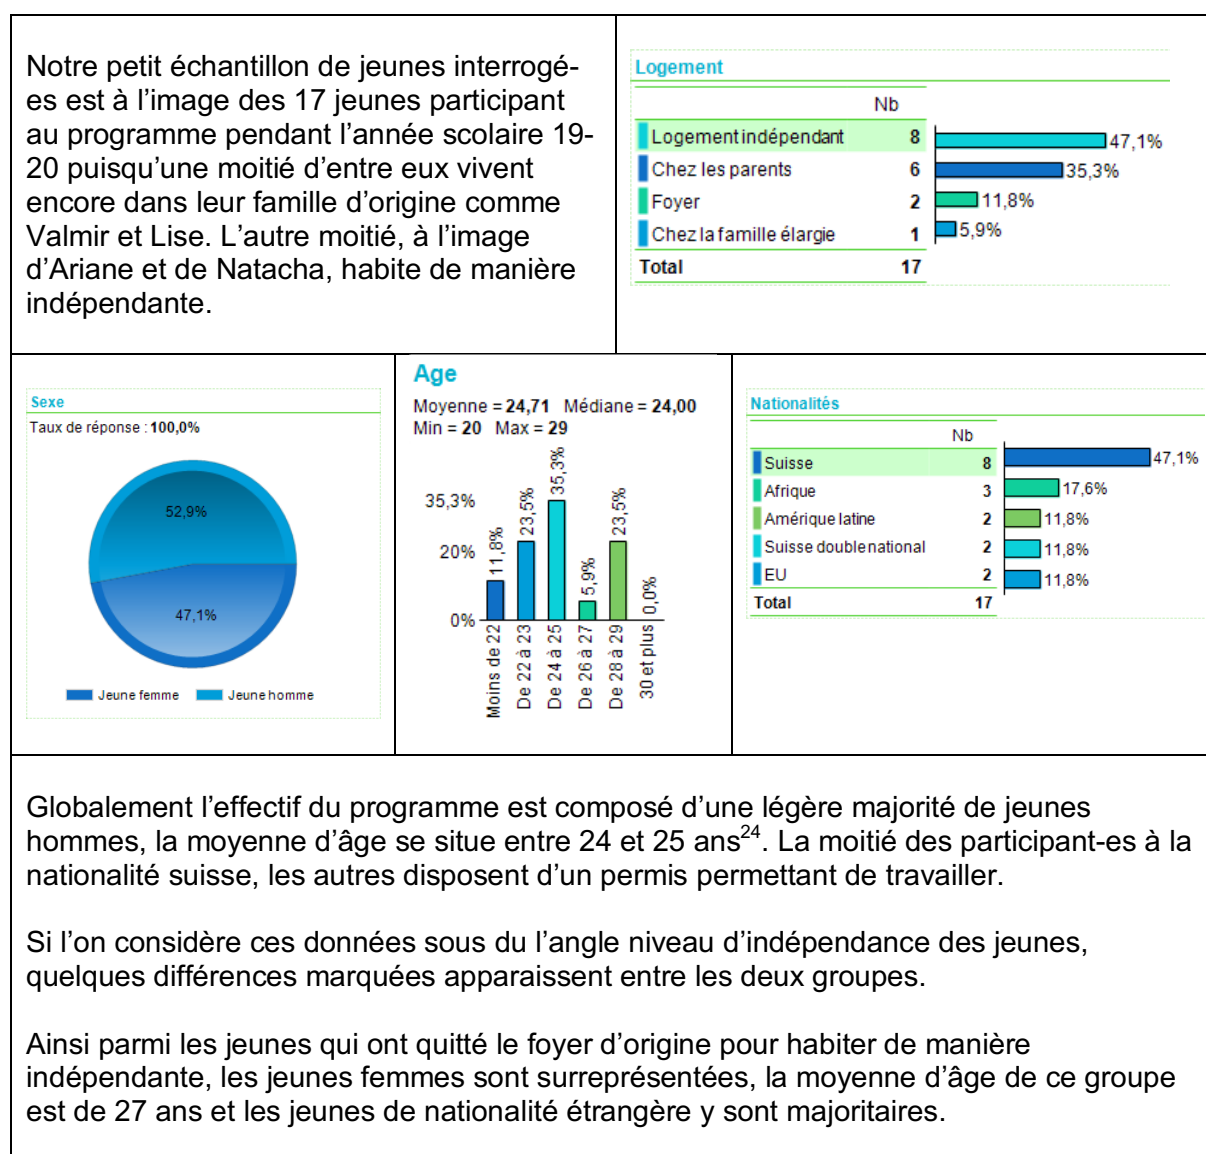 Notre petit échantillon de jeunes interrogé-
es est à l’image des 17 jeunes participant
au programme pendant l’année scolaire 19-
20 puisqu’une moitié d’entre eux vivent
encore dans leur famille d’origine comme
Valmir et Lise. L’autre moitié, à l’image
d’Ariane et de Natacha, habite de manière
indépendante.
Logement
Nb
Logement indépendant 8 47,1%
Chez les parents 6 35,3%
Foyer 2 11,8%
Chez la famille élargie 1 5,9%
Total 17
Sexe
Taux de réponse : 100,0%
52,9%
47,1%
Jeune femme Jeune homme
Age
Moyenne = 24,71 Médiane = 24,00
Min = 20 Max = 29
35,3%
20%
0%
11,8%
23,5%
35,3%
5,9%
23,5%
0,0%
Moins de 22
De 22 à 23
De 24 à 25
De 26 à 27
De 28 à 29
30 et plus
Nationalités
Nb
Suisse 8 47,1%
Afrique 3 17,6%
Amérique latine 2 11,8%
Suisse double national 2 11,8%
EU 2 11,8%
Total 17
Globalement l’effectif du programme est composé d’une légère majorité de jeunes
hommes, la moyenne d’âge se situe entre 24 et 25 ans24. La moitié des participant-es à la
nationalité suisse, les autres disposent d’un permis permettant de travailler.
Si l’on considère ces données sous du l’angle niveau d’indépendance des jeunes,
quelques différences marquées apparaissent entre les deux groupes.
Ainsi parmi les jeunes qui ont quitté le foyer d’origine pour habiter de manière
indépendante, les jeunes femmes sont surreprésentées, la moyenne d’âge de ce groupe
est de 27 ans et les jeunes de nationalité étrangère y sont majoritaires.